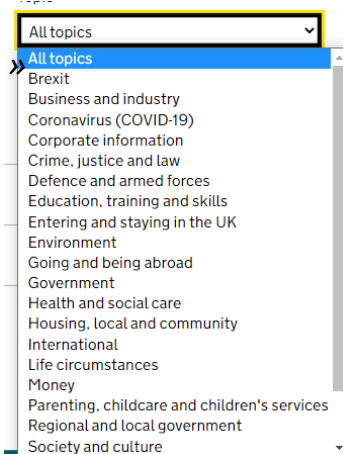 All topics
All topics
Brexit
Business and industry
Coronavirus (COVID-19)
Corporate information
Crime, justice and law
Defence and armed forces
Education, training and skills
Entering and staying in the UK
Environment
Going and being abroad
Government
Health and social care
Housing, local and community
International
Life circumstances
Money
Parenting, childcare and children's services
Regional and local government
Society and culture